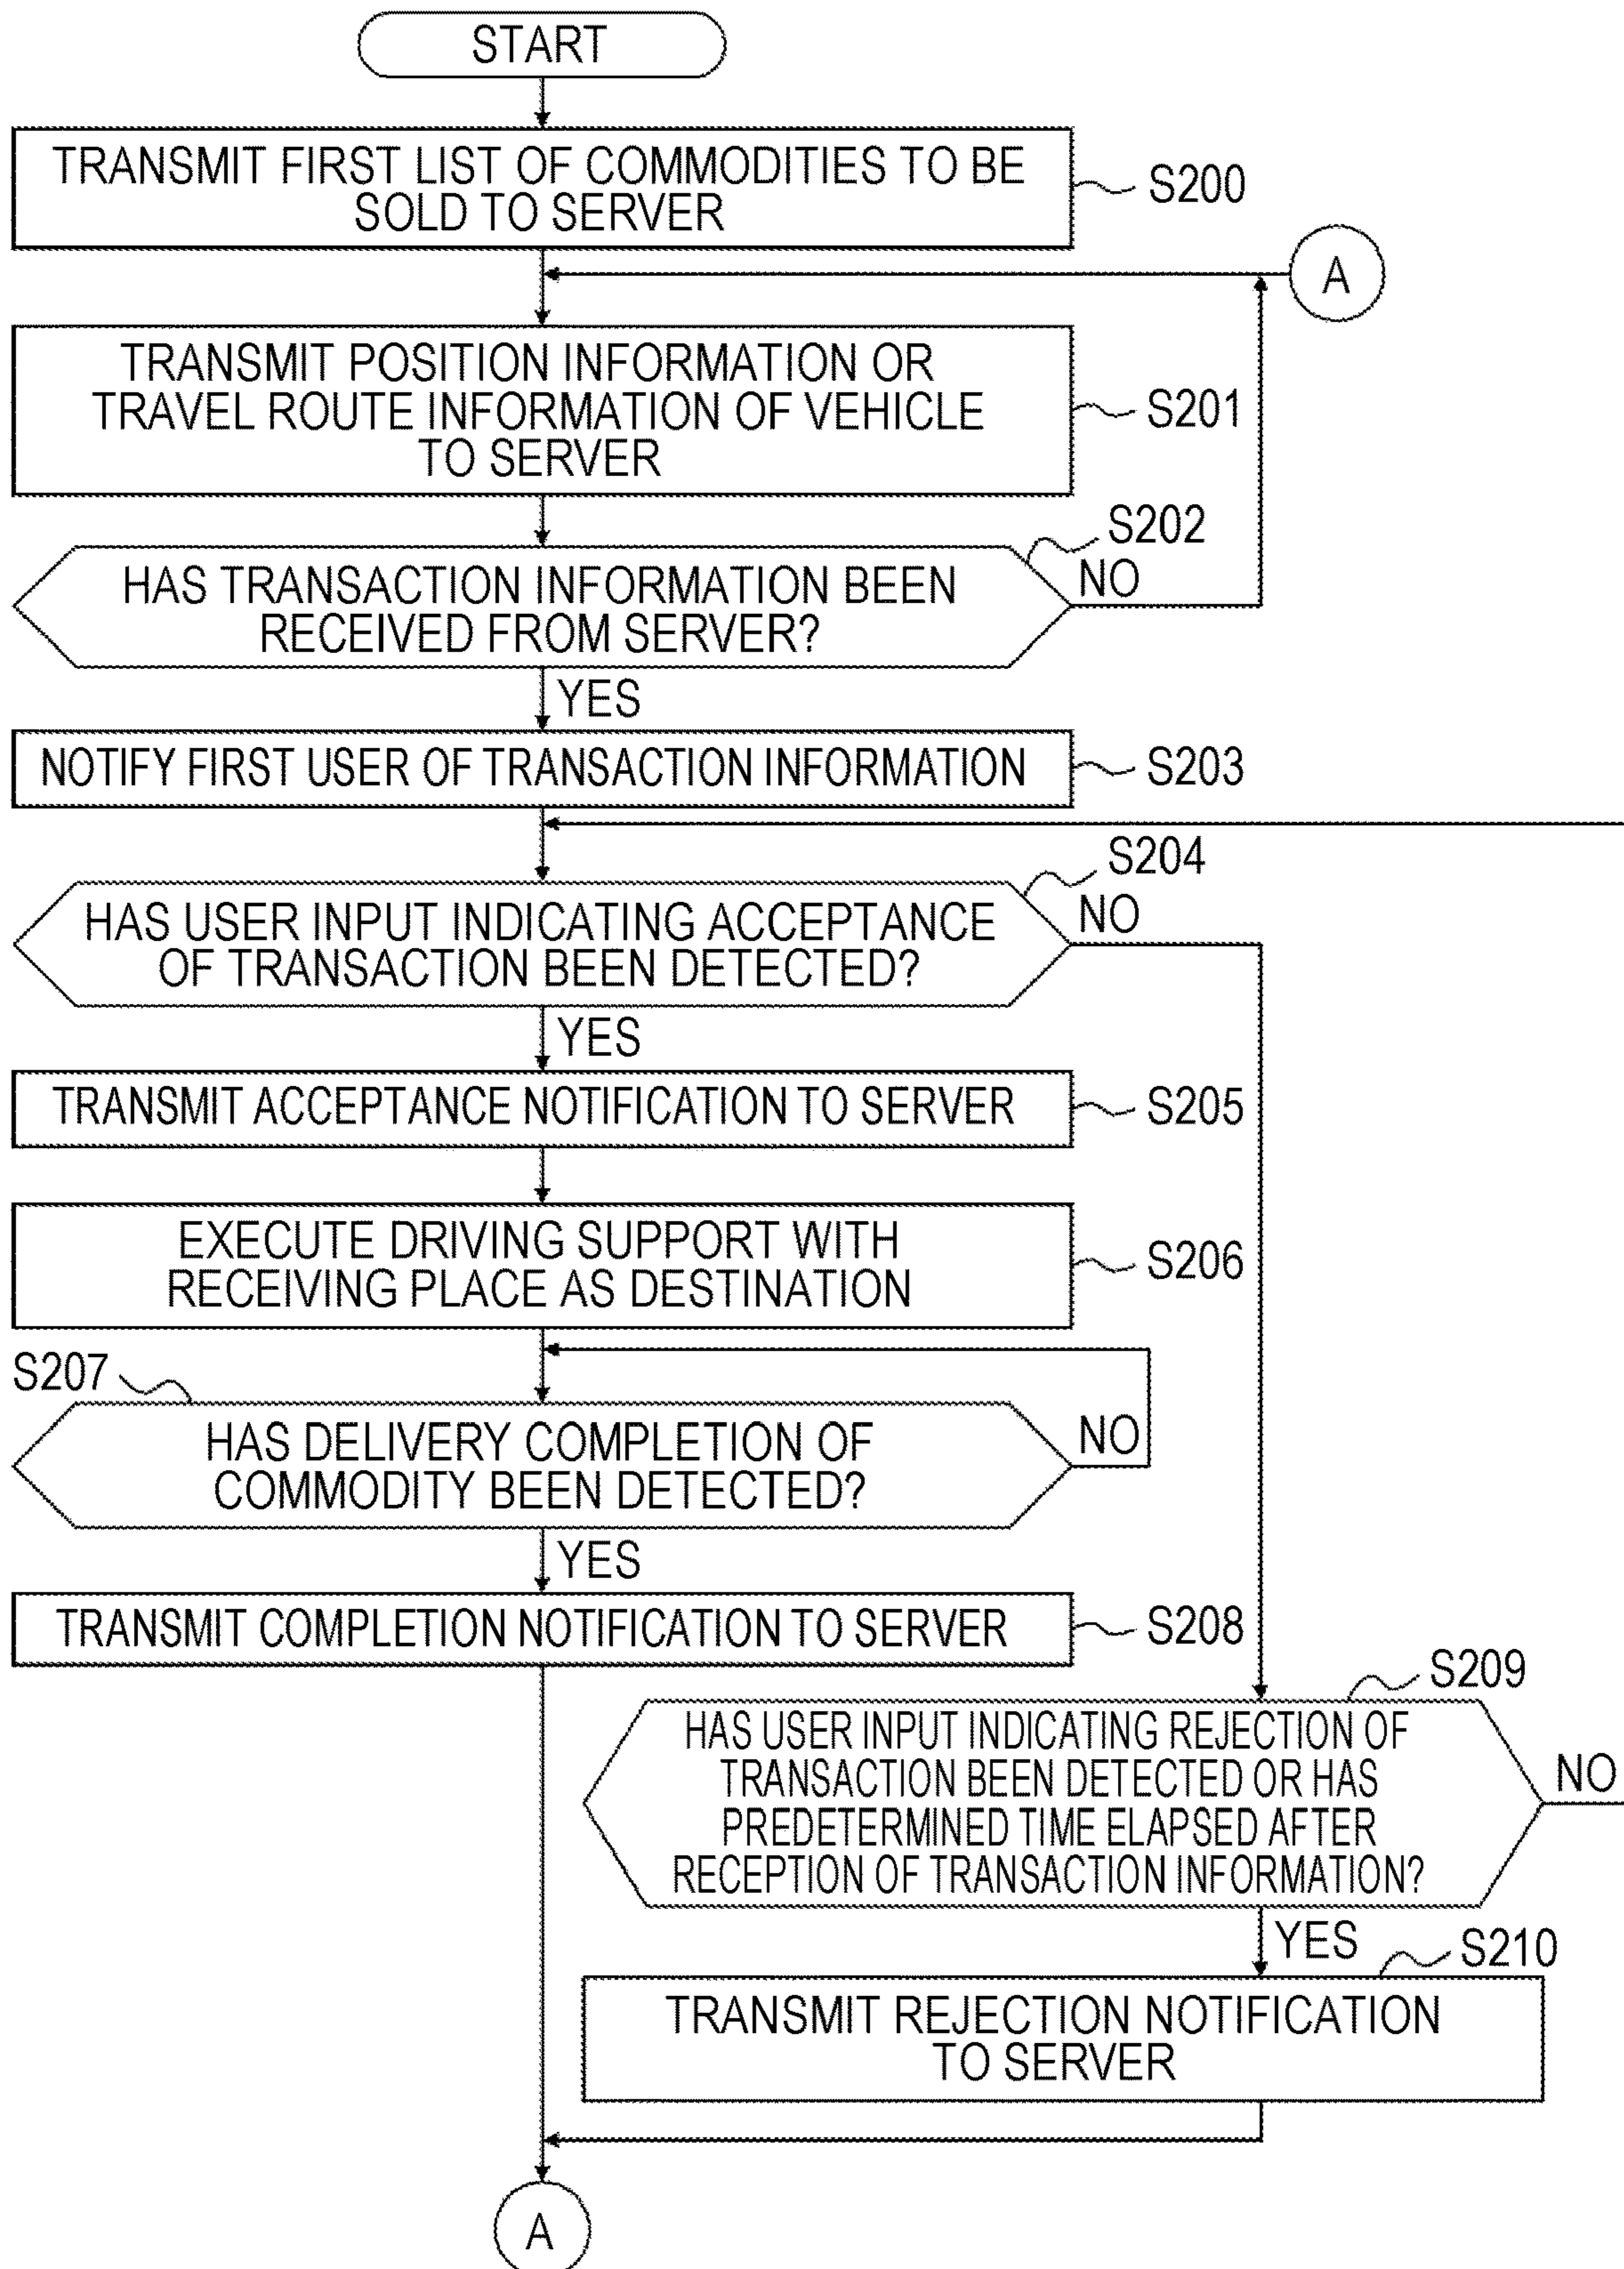 START
TRANSMIT FIRST LIST OF COMMODITIES TO BE
SOLD TO SERVER
S200
A
TRANSMIT POSITION INFORMATION OR
TRAVEL ROUTE INFORMATION OF VEHICLE
TO SERVER
S201
S202
HAS TRANSACTION INFORMATION BEEN
RECEIVED FROM SERVER?
NO
YES
NOTIFY FIRST USER OF TRANSACTION INFORMATION
S203
S204
HAS USER INPUT INDICATING ACCEPTANCE
OF TRANSACTION BEEN DETECTED?
NO
YES
TRANSMIT ACCEPTANCE NOTIFICATION TO SERVER
S205
EXECUTE DRIVING SUPPORT WITH
RECEIVING PLACE AS DESTINATION
S206
S207
HAS DELIVERY COMPLETION OF
COMMODITY BEEN DETECTED?
NO
YES
TRANSMIT COMPLETION NOTIFICATION TO SERVER
S208
S209
HAS USER INPUT INDICATING REJECTION OF
TRANSACTION BEEN DETECTED OR HAS
PREDETERMINED TIME ELAPSED AFTER
RECEPTION OF TRANSACTION INFORMATION?
NO
YES
S210
TRANSMIT REJECTION NOTIFICATION
TO SERVER
A